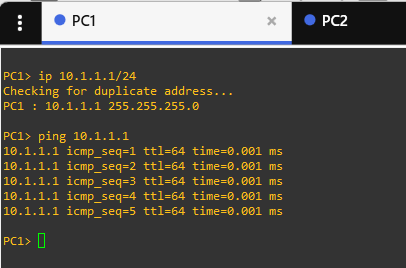 PC1
PC2
PC1> ip 10.1.1.1/24
Checking for duplicate address...
PC1 : 10.1.1.1 255.255.255.0
PC1> ping 10.1.1.1
10.1.1.1 icmp_seq=1 ttl=64 time=0.001 ms
10.1.1.1 icmp_seq=2 ttl=64 time=0.001 ms
10.1.1.1 icmp_seq=3 ttl=64 time=0.001 ms
10.1.1.1 icmp_seq=4 ttl=64 time=0.001 ms
10.1.1.1 icmp_seq=5 ttl=64 time=0.001 ms
PC1>